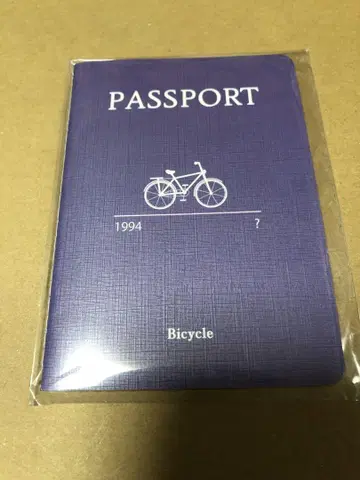 PASSPORT
1994 ?
Bicycle